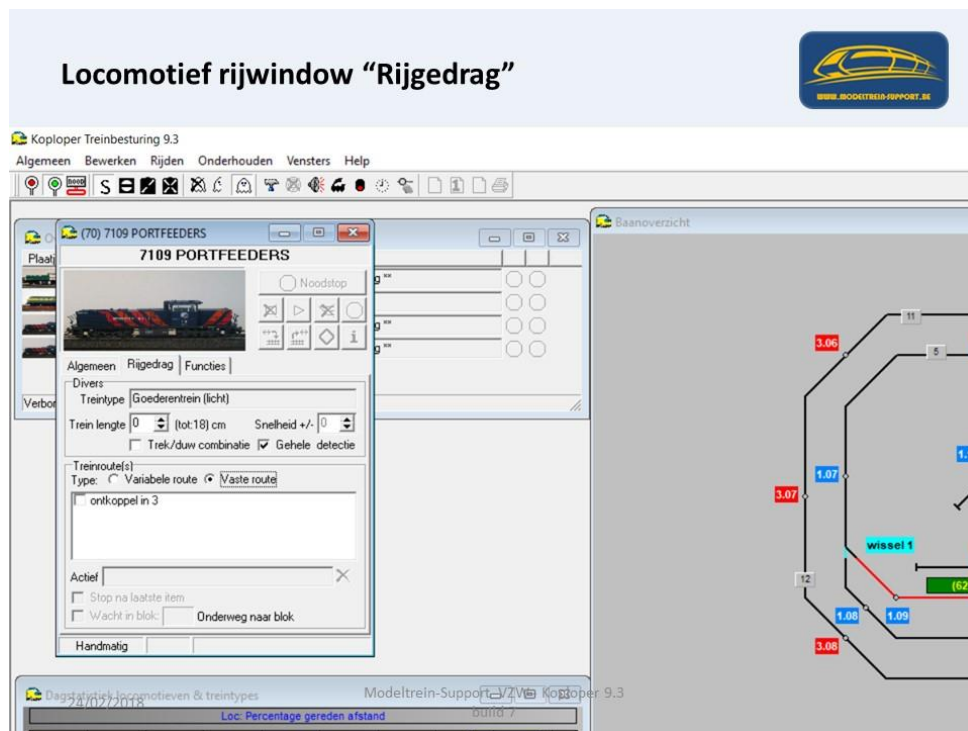 Locomotief rijwindow “Rijgedrag”
WWW.MODELTREIN-SUPPORT.BE
Koploper Treinbesturing 9.3
Algemeen Bewerken Rijden Onderhouden Vensters Help
Baanoverzicht
(70) 7109 PORTFEEDERS
7109 PORTFEEDERS
Noodstop
Algemeen Rijgedrag Functies
Divers
Treintype Goederentrein (licht)
Trein lengte 0 (tot:18) cm Snelheid +/- 0
Trek/duw combinatie Gehele detectie
Treinroute(s)
Type: Variabele route Vaste route
ontkoppel in 3
Actief
Stop na laatste item
Wacht in blok: Onderweg naar blok
Handmatig
11
3.06
5
1.07
3.07
wissel 1
12
(62
1.08
1.09
3.08
Dagstatistiek locomotieven & treintypes
24/02/2018
Modeltrein-Support VZW Koploper 9.3
build 7
Loc: Percentage gereden afstand